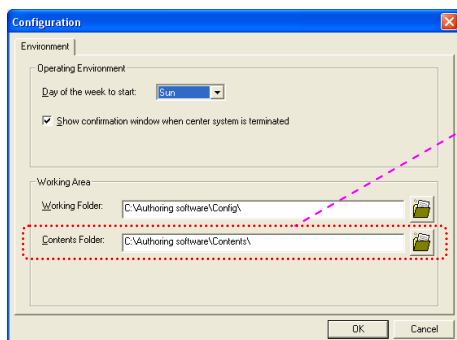 Configuration
Environment
Operating Environment
Day of the week to start: Sun
Show confirmation window when center system is terminated
Working Area
Working Folder: C:\Authoring software\Config\
Contents Folder: C:\Authoring software\Contents\
OK Cancel